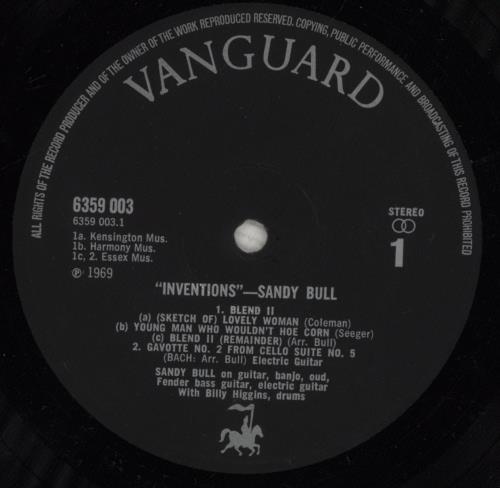 ALL RIGHTS OF THE RECORD PRODUCER AND OF THE OWNER OF THE WORK REPRODUCED RESERVED. COPYING, PUBLIC PERFORMANCE AND BROADCASTING OF THIS RECORD PROHIBITED
VANGUARD
6359 003
6359 003.1
1a. Kensington Mus.
1b. Harmony Mus.
1c, 2. Essex Mus.
℗ 1969
STEREO
1
"INVENTIONS"—SANDY BULL
1. BLEND II
(a) (SKETCH OF) LOVELY WOMAN (Coleman)
(b) YOUNG MAN WHO WOULDN'T HOE CORN (Seeger)
(c) BLEND II (REMAINDER) (Arr. Bull)
2. GAVOTTE NO. 2 FROM CELLO SUITE NO. 5
(BACH: Arr. Bull) Electric Guitar
SANDY BULL on guitar, banjo, oud,
Fender bass guitar, electric guitar
With Billy Higgins, drums